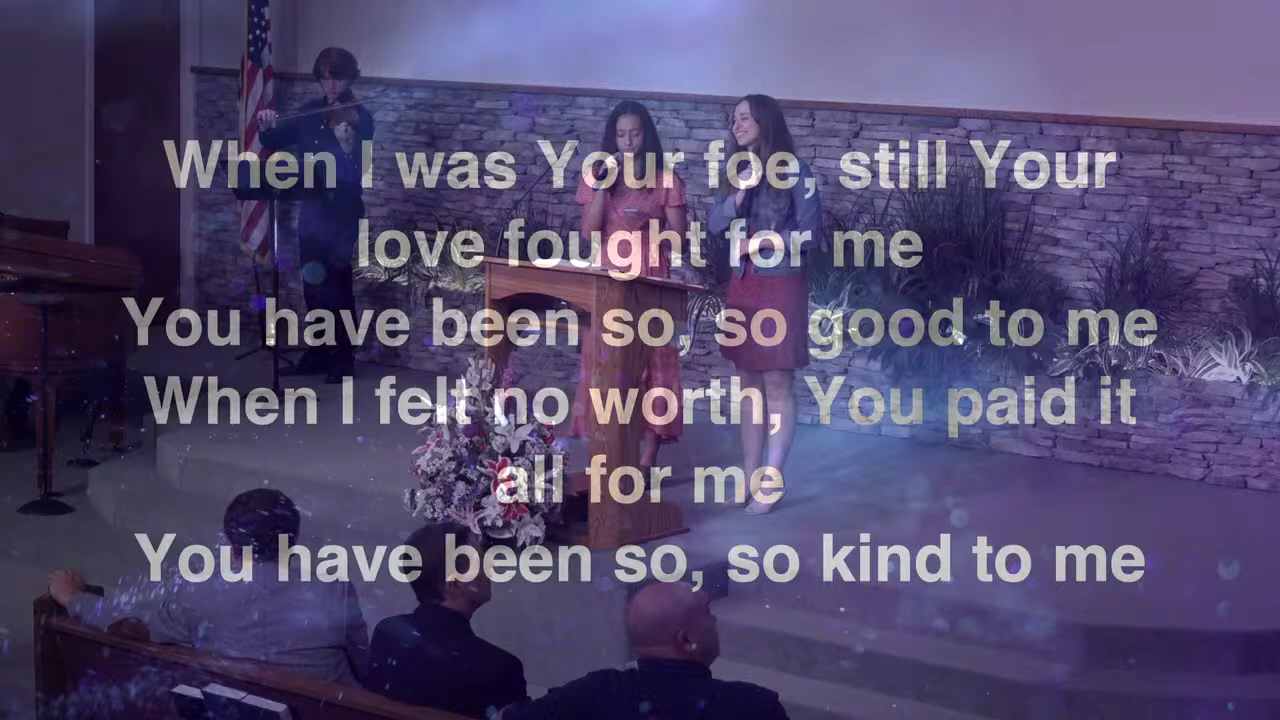 When I was Your foe, still Your
love fought for me
You have been so, so good to me
When I felt no worth, You paid it
all for me
You have been so, so kind to me